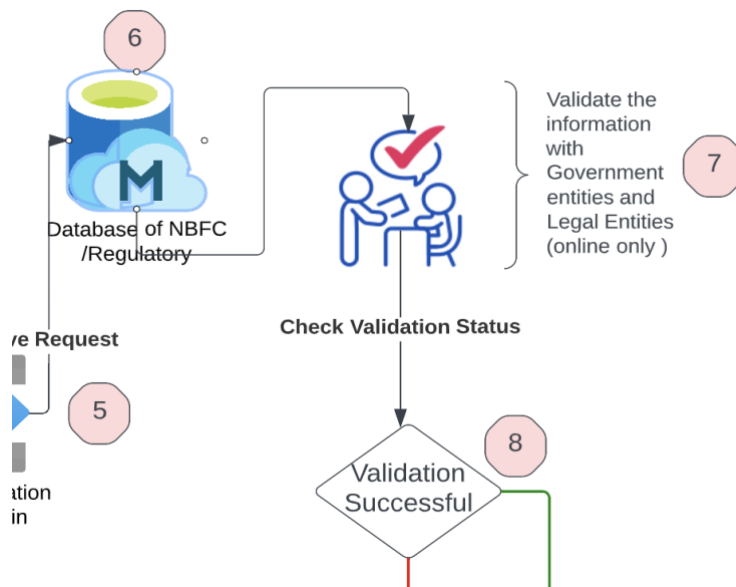 6
M
Database of NBFC
/Regulatory
Validate the
information
with
Government
entities and
Legal Entities
(online only )
7
ve Request
Check Validation Status
5
8
Validation
Successful
ation
in